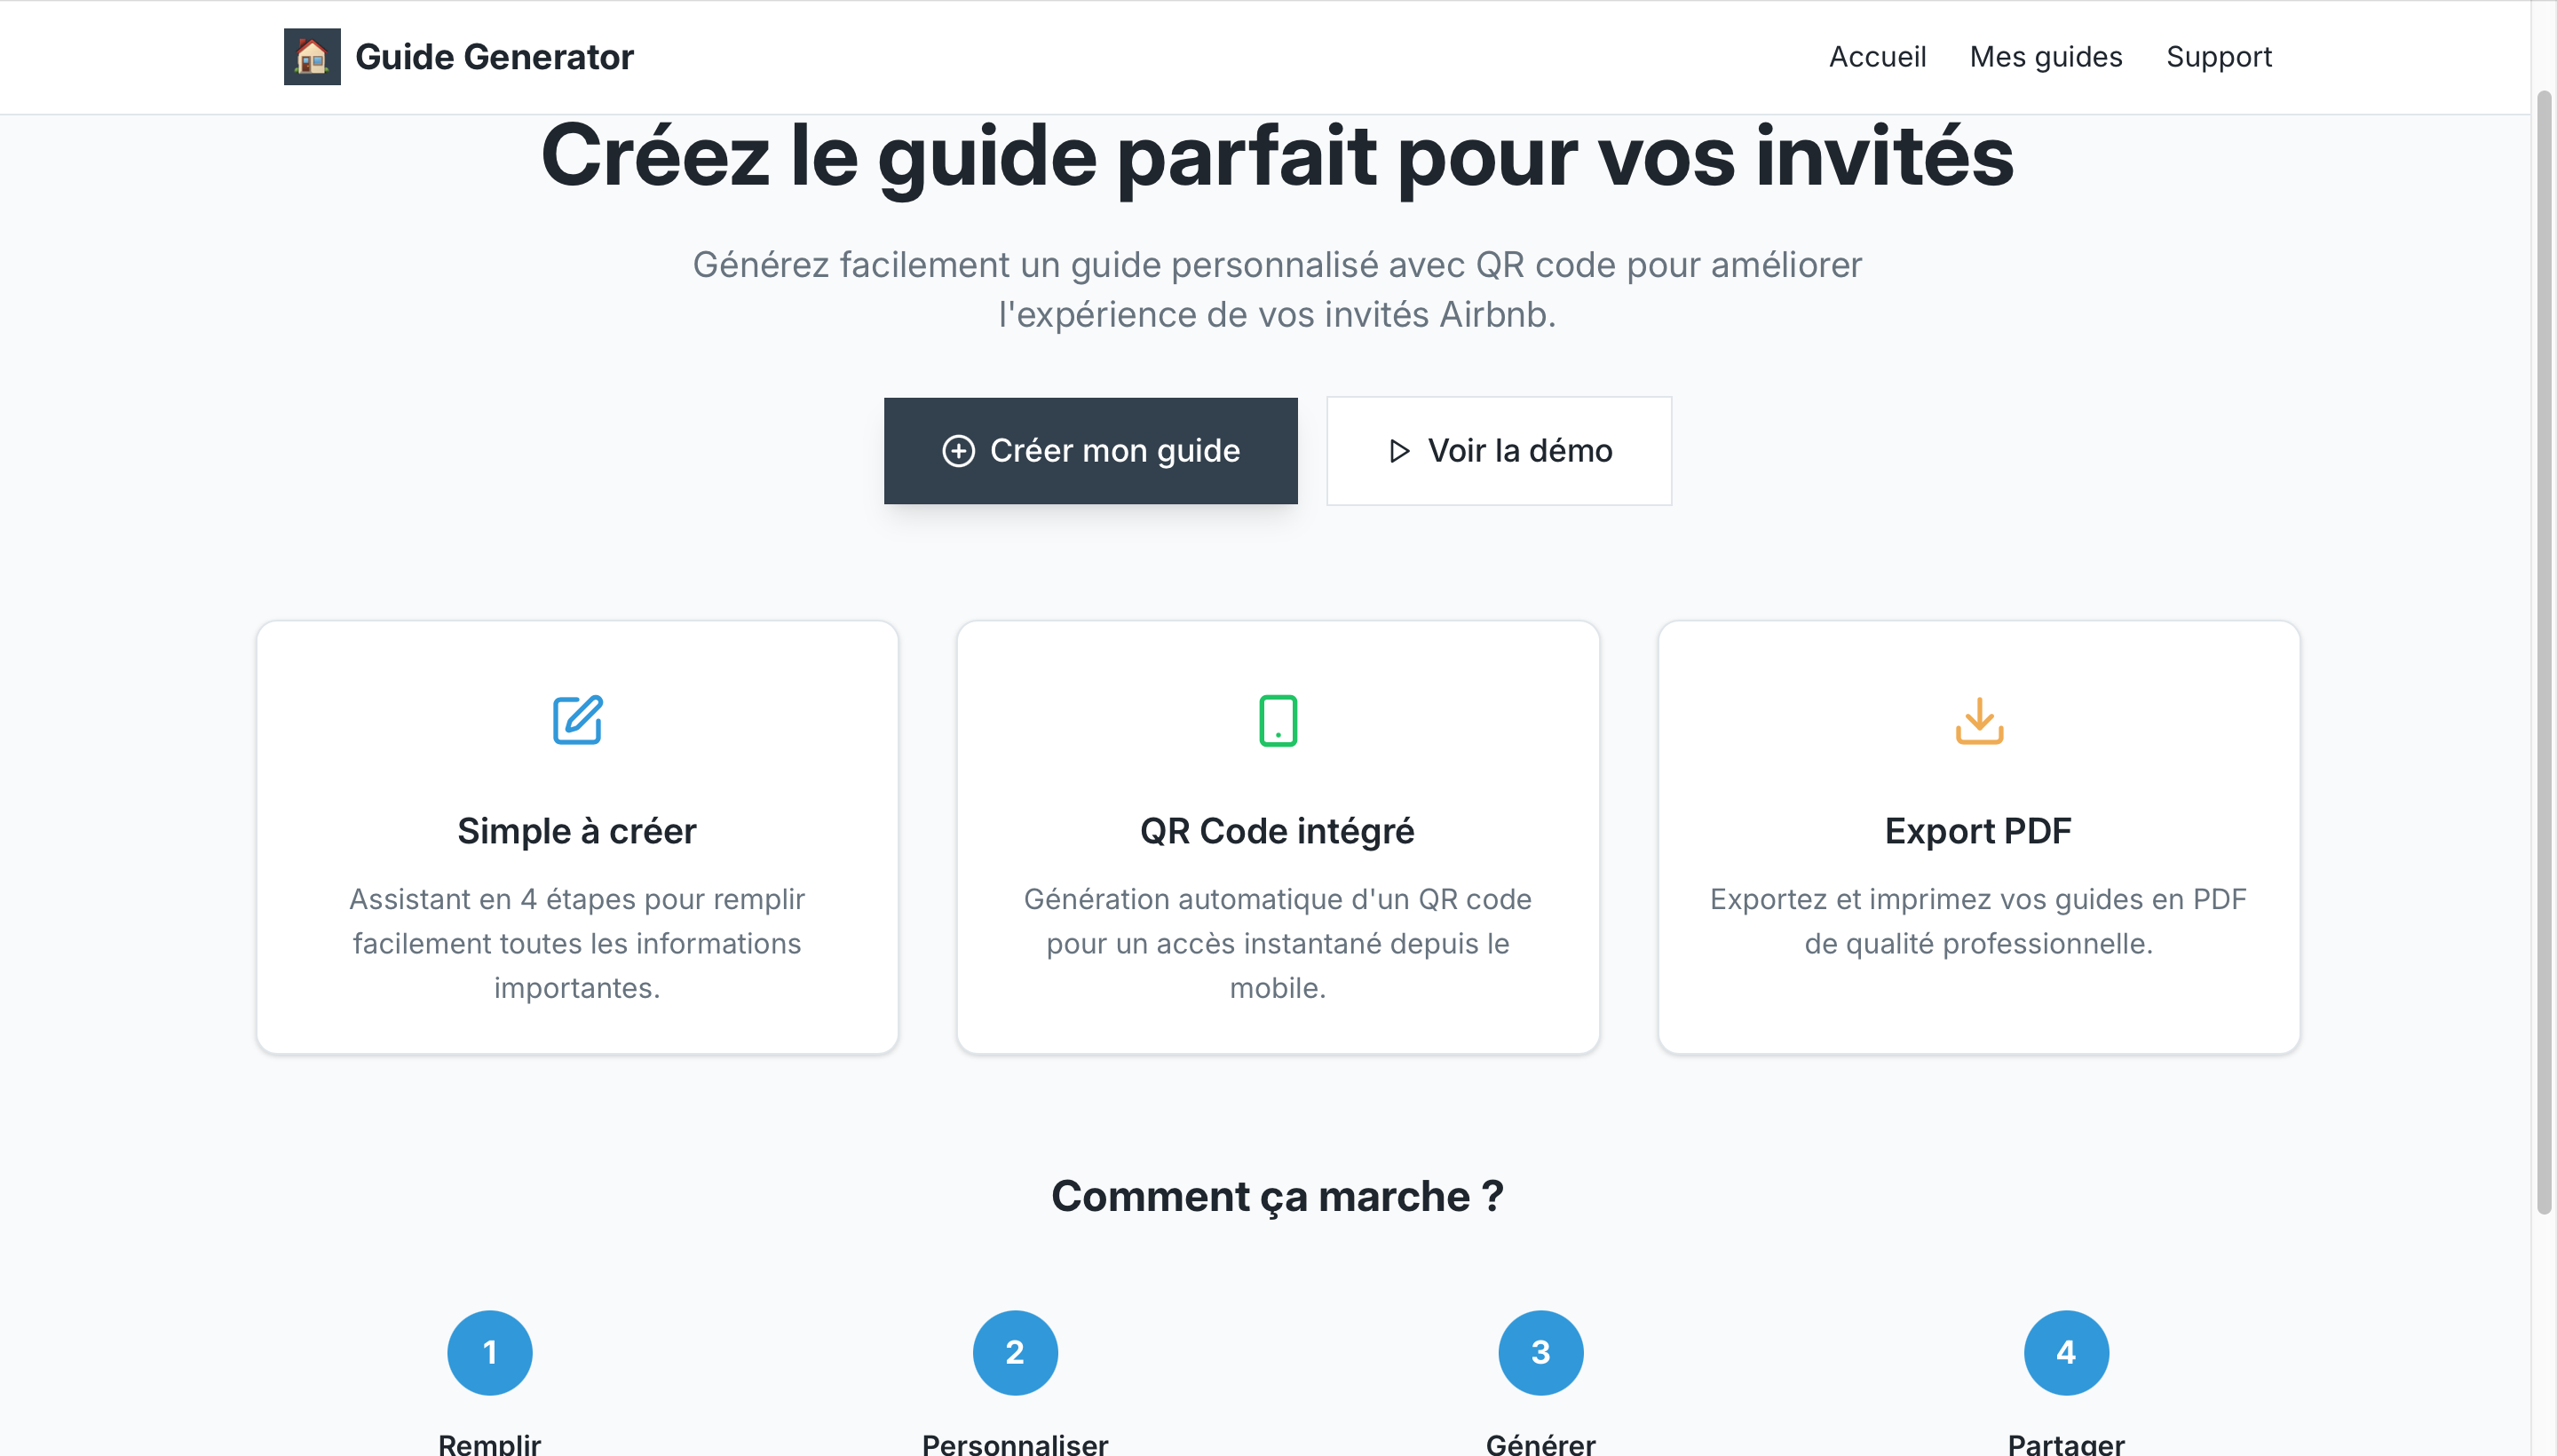 Guide Generator
Accueil
Mes guides
Support
Créez le guide parfait pour vos invités
Générez facilement un guide personnalisé avec QR code pour améliorer
l'expérience de vos invités Airbnb.
Créer mon guide
Voir la démo
Simple à créer
Assistant en 4 étapes pour remplir
facilement toutes les informations
importantes.
QR Code intégré
Génération automatique d'un QR code
pour un accès instantané depuis le
mobile.
Export PDF
Exportez et imprimez vos guides en PDF
de qualité professionnelle.
Comment ça marche ?
1
Remplir
2
Personnaliser
3
Générer
4
Partager